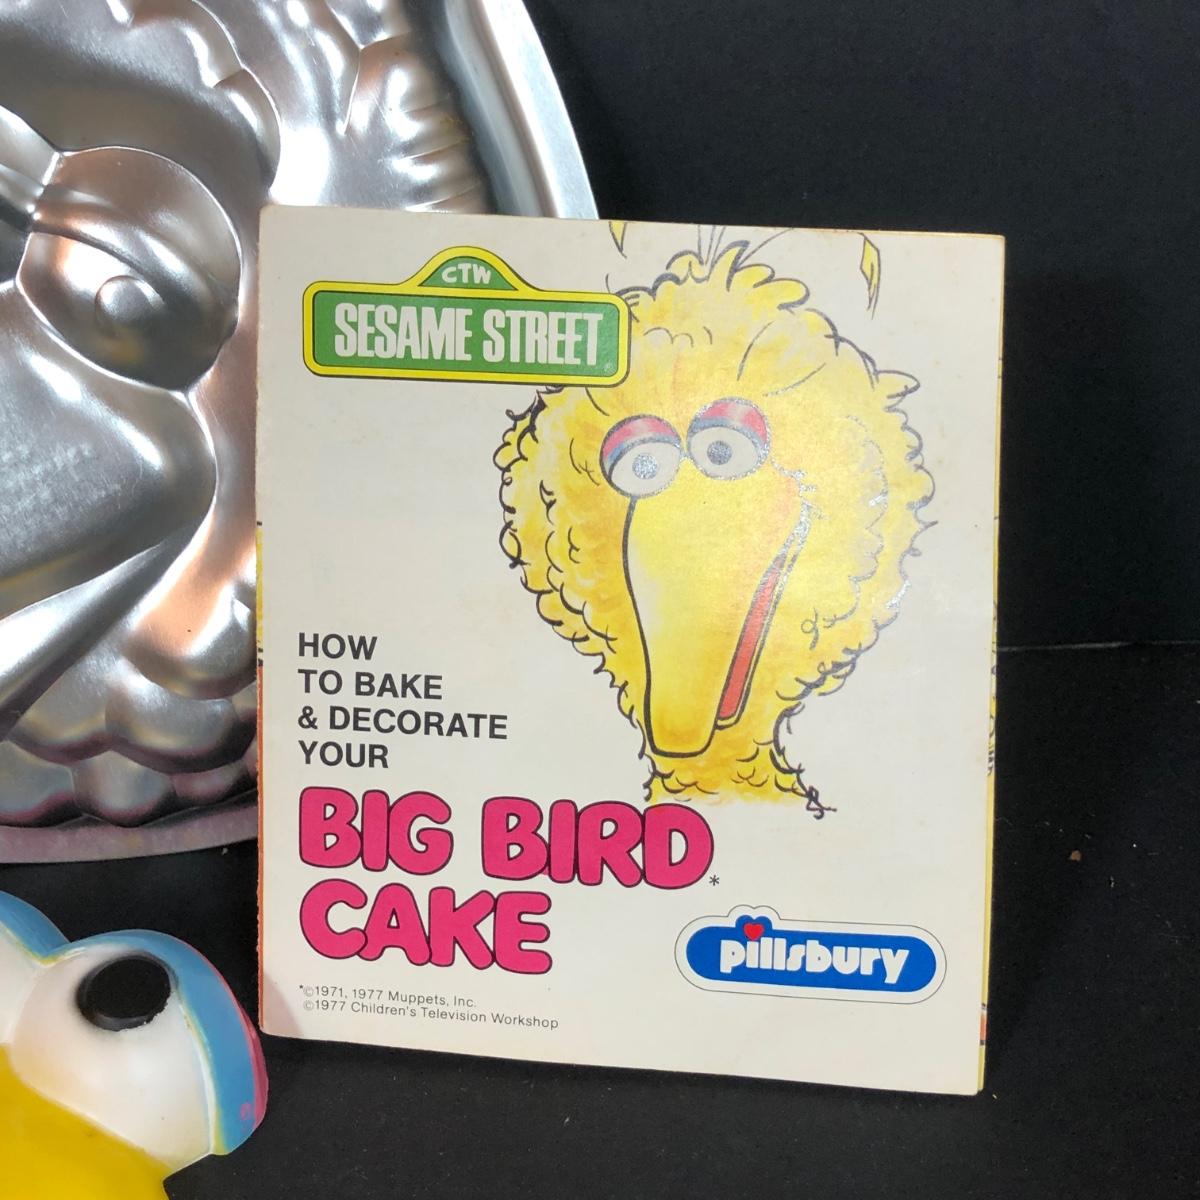 CTW
SESAME STREET
HOW
TO BAKE
& DECORATE
YOUR
BIG BIRD*
CAKE
pillsbury
*©1971, 1977 Muppets, Inc.
©1977 Children's Television Workshop